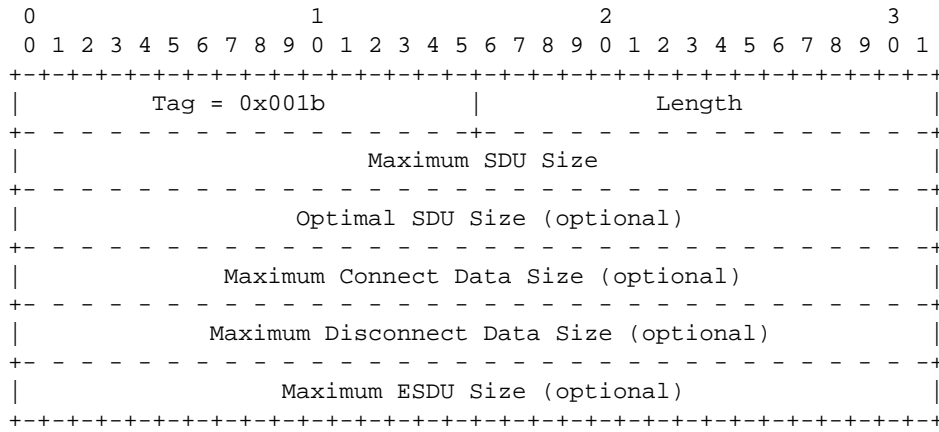 0                   1                   2                   3
 0 1 2 3 4 5 6 7 8 9 0 1 2 3 4 5 6 7 8 9 0 1 2 3 4 5 6 7 8 9 0 1
+-+-+-+-+-+-+-+-+-+-+-+-+-+-+-+-+-+-+-+-+-+-+-+-+-+-+-+-+-+-+-+-+
|         Tag = 0x001b          |            Length             |
+- - - - - - - - - - - - - - - -+- - - - - - - - - - - - - - - -+
|                        Maximum SDU Size                       |
+- - - - - - - - - - - - - - - - - - - - - - - - - - - - - - - -+
|                   Optimal SDU Size (optional)                 |
+- - - - - - - - - - - - - - - - - - - - - - - - - - - - - - - -+
|              Maximum Connect Data Size (optional)             |
+- - - - - - - - - - - - - - - - - - - - - - - - - - - - - - - -+
|             Maximum Disconnect Data Size (optional)           |
+- - - - - - - - - - - - - - - - - - - - - - - - - - - - - - - -+
|                  Maximum ESDU Size (optional)                 |
+-+-+-+-+-+-+-+-+-+-+-+-+-+-+-+-+-+-+-+-+-+-+-+-+-+-+-+-+-+-+-+-+